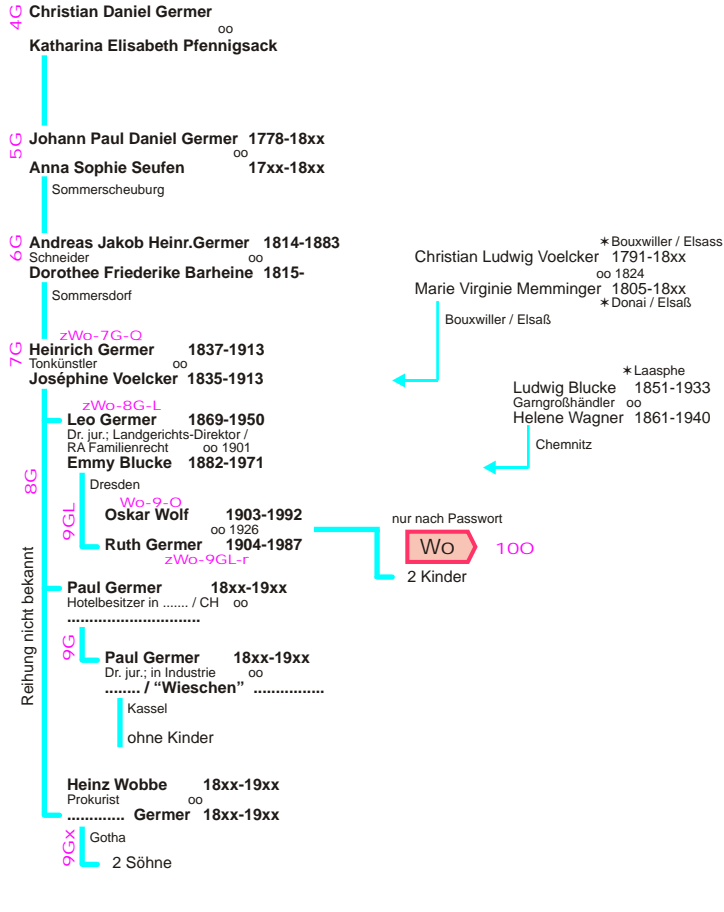 4G
Christian Daniel Germer
oo
Katharina Elisabeth Pfennigsack
5G
Johann Paul Daniel Germer 1778-18xx
oo
Anna Sophie Seufen 17xx-18xx
Sommerscheuburg
6G
Andreas Jakob Heinr.Germer 1814-1883
Schneider oo
Dorothee Friederike Barheine 1815-
Sommersdorf
✶Bouxwiller / Elsass
Christian Ludwig Voelcker 1791-18xx
oo 1824
Marie Virginie Memminger 1805-18xx
✶Donai / Elsaß
Bouxwiller / Elsaß
zWo-7G-Q
7G
Heinrich Germer 1837-1913
Tonkünstler oo
Joséphine Voelcker 1835-1913
✶Laasphe
Ludwig Blucke 1851-1933
Garngroßhändler oo
Helene Wagner 1861-1940
Chemnitz
8G
Reihung nicht bekannt
zWo-8G-L
Leo Germer 1869-1950
Dr. jur.; Landgerichts-Direktor /
RA Familienrecht oo 1901
Emmy Blucke 1882-1971
Dresden
9GL
Wo-9-O
Oskar Wolf 1903-1992
oo 1926
Ruth Germer 1904-1987
zWo-9GL-r
nur nach Passwort
Wo
10O
2 Kinder
Paul Germer 18xx-19xx
Hotelbesitzer in ....... / CH oo
..............................
9G
Paul Germer 18xx-19xx
Dr. jur.; in Industrie oo
........ / “Wieschen” ................
Kassel
ohne Kinder
Heinz Wobbe 18xx-19xx
Prokurist oo
............. Germer 18xx-19xx
9Gx
Gotha
2 Söhne